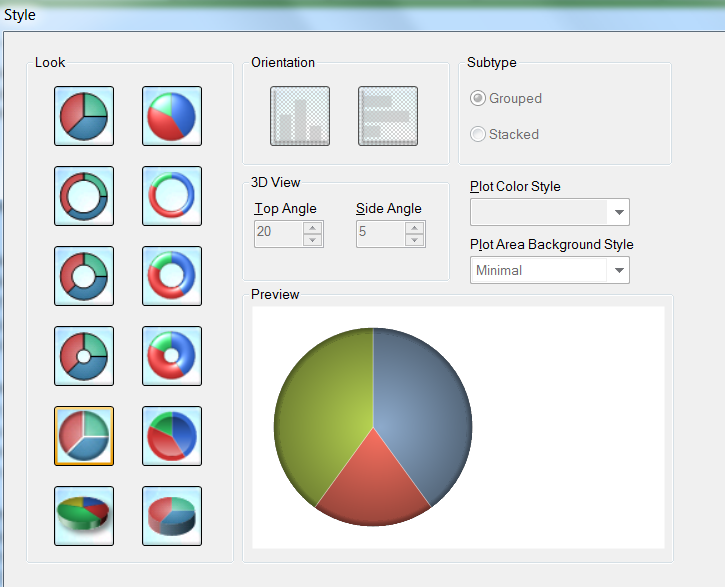 Style
Look
Orientation
Subtype
Grouped
Stacked
3D View
Top Angle
Side Angle
20
5
Plot Color Style
Plot Area Background Style
Minimal
Preview